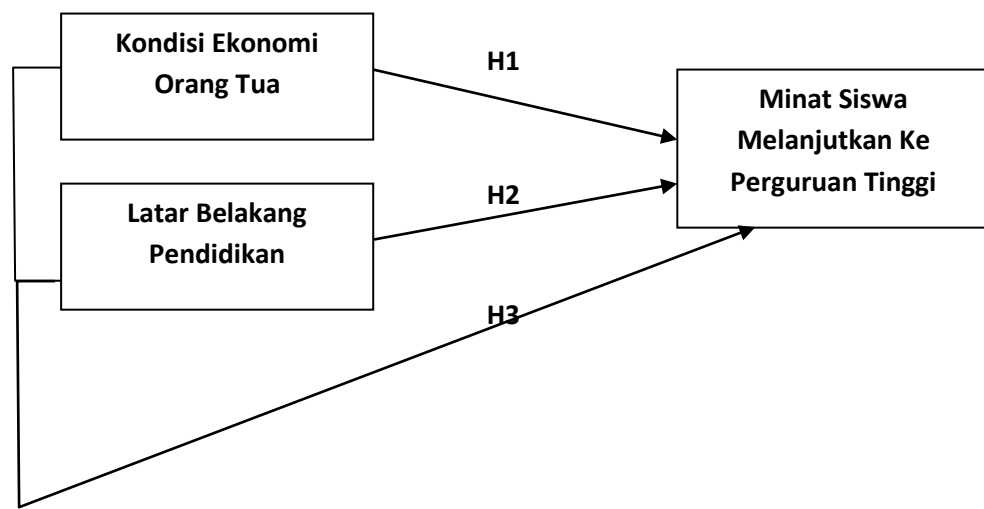 Kondisi Ekonomi
Orang Tua
H1
Minat Siswa
Melanjutkan Ke
Perguruan Tinggi
Latar Belakang
Pendidikan
H2
H3